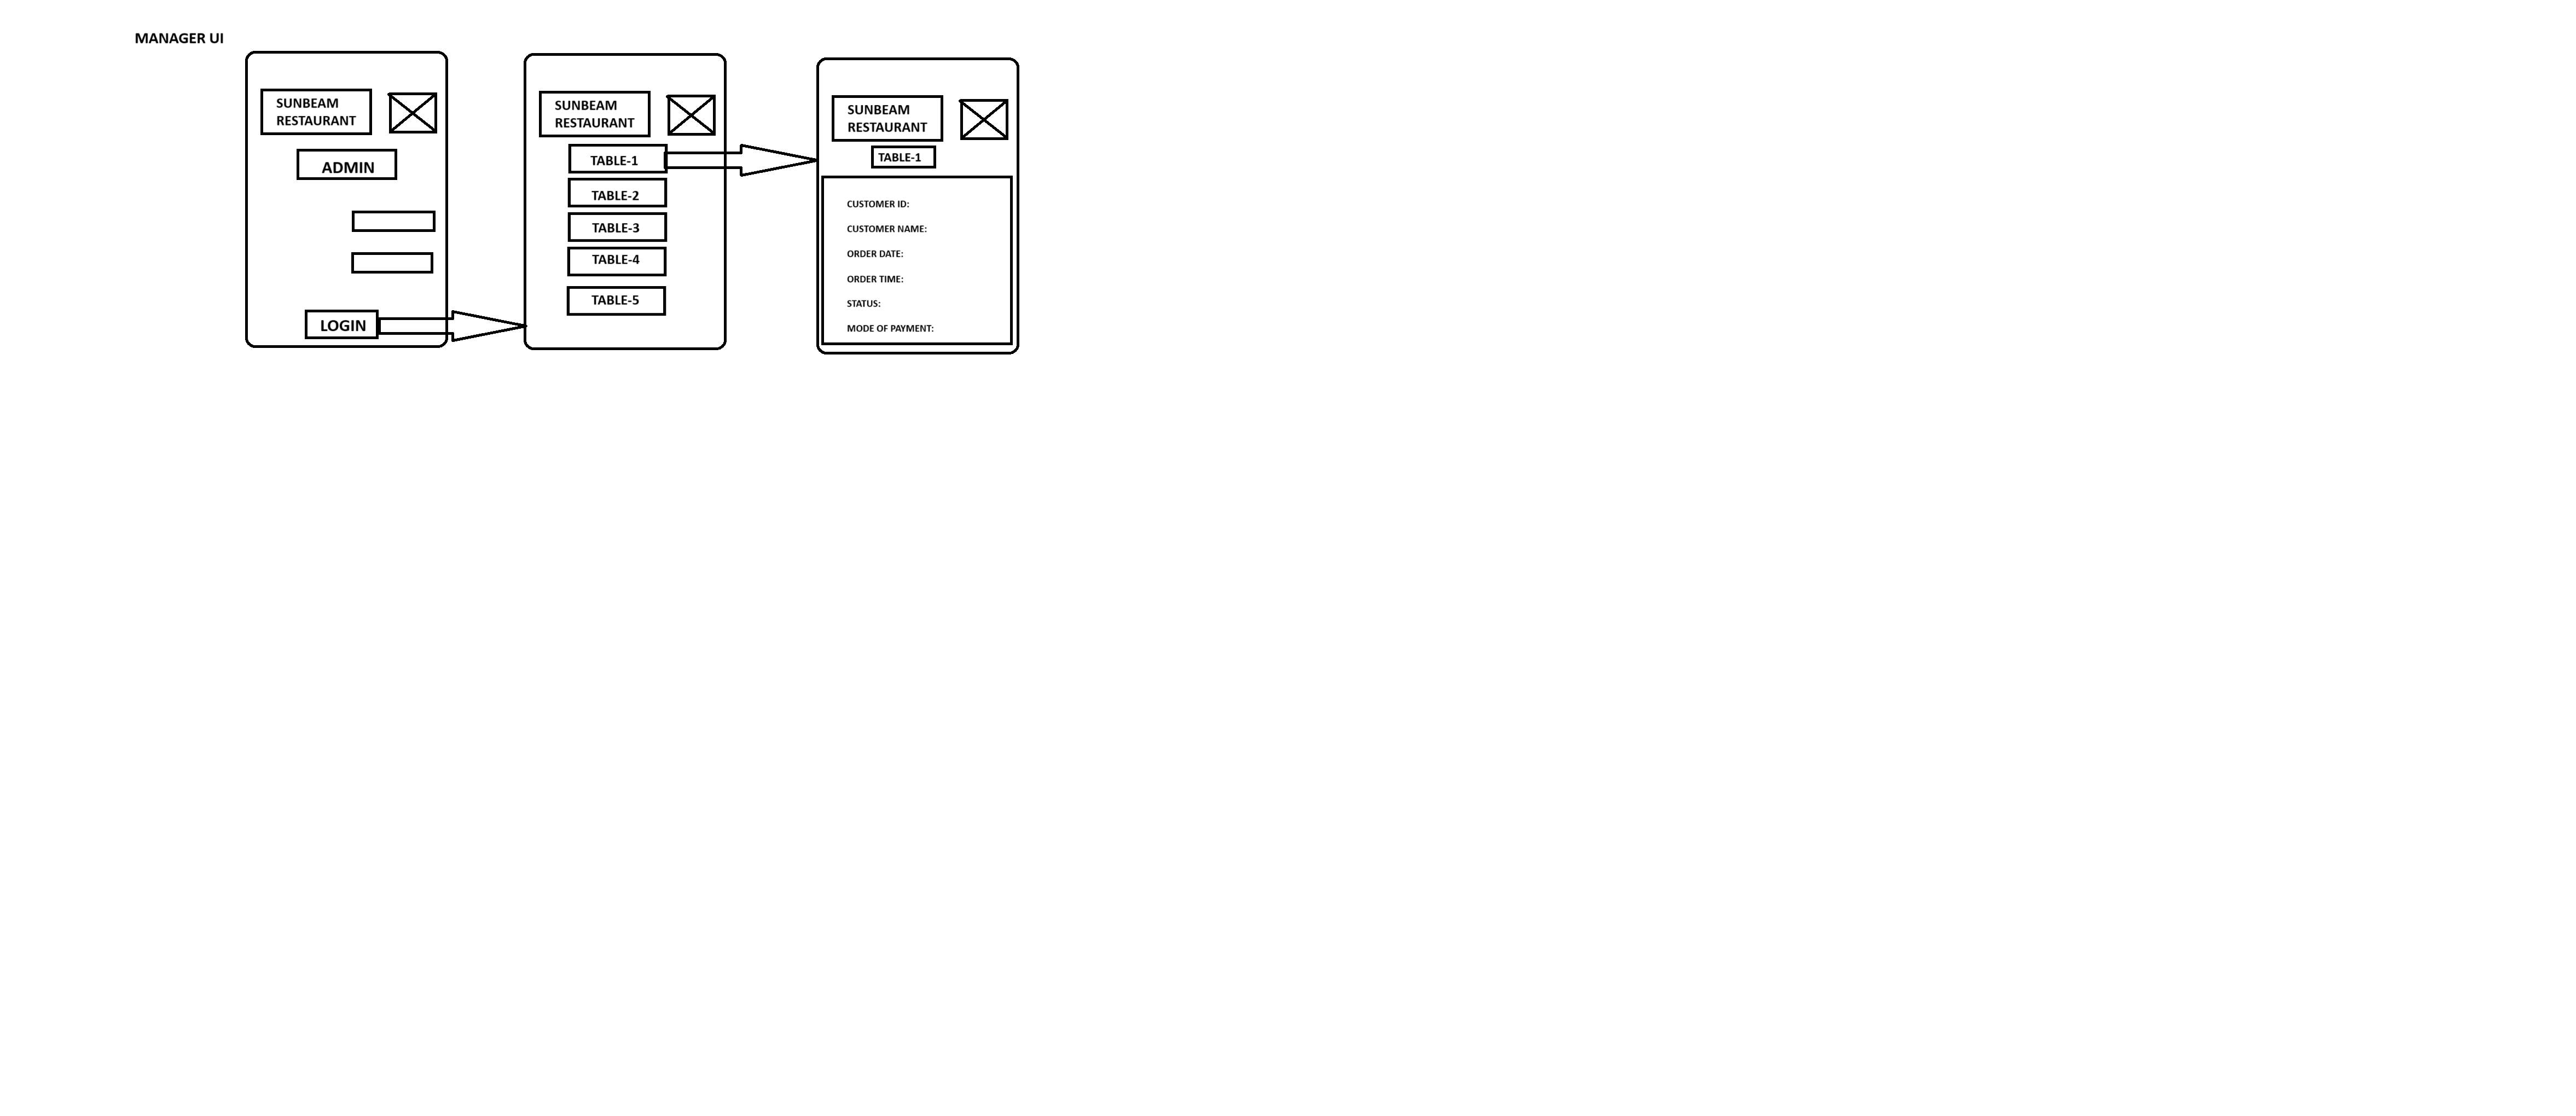 MANAGER UI
SUNBEAM
RESTAURANT
ADMIN
LOGIN
SUNBEAM
RESTAURANT
TABLE-1
TABLE-2
TABLE-3
TABLE-4
TABLE-5
SUNBEAM
RESTAURANT
TABLE-1
CUSTOMER ID:
CUSTOMER NAME:
ORDER DATE:
ORDER TIME:
STATUS:
MODE OF PAYMENT: